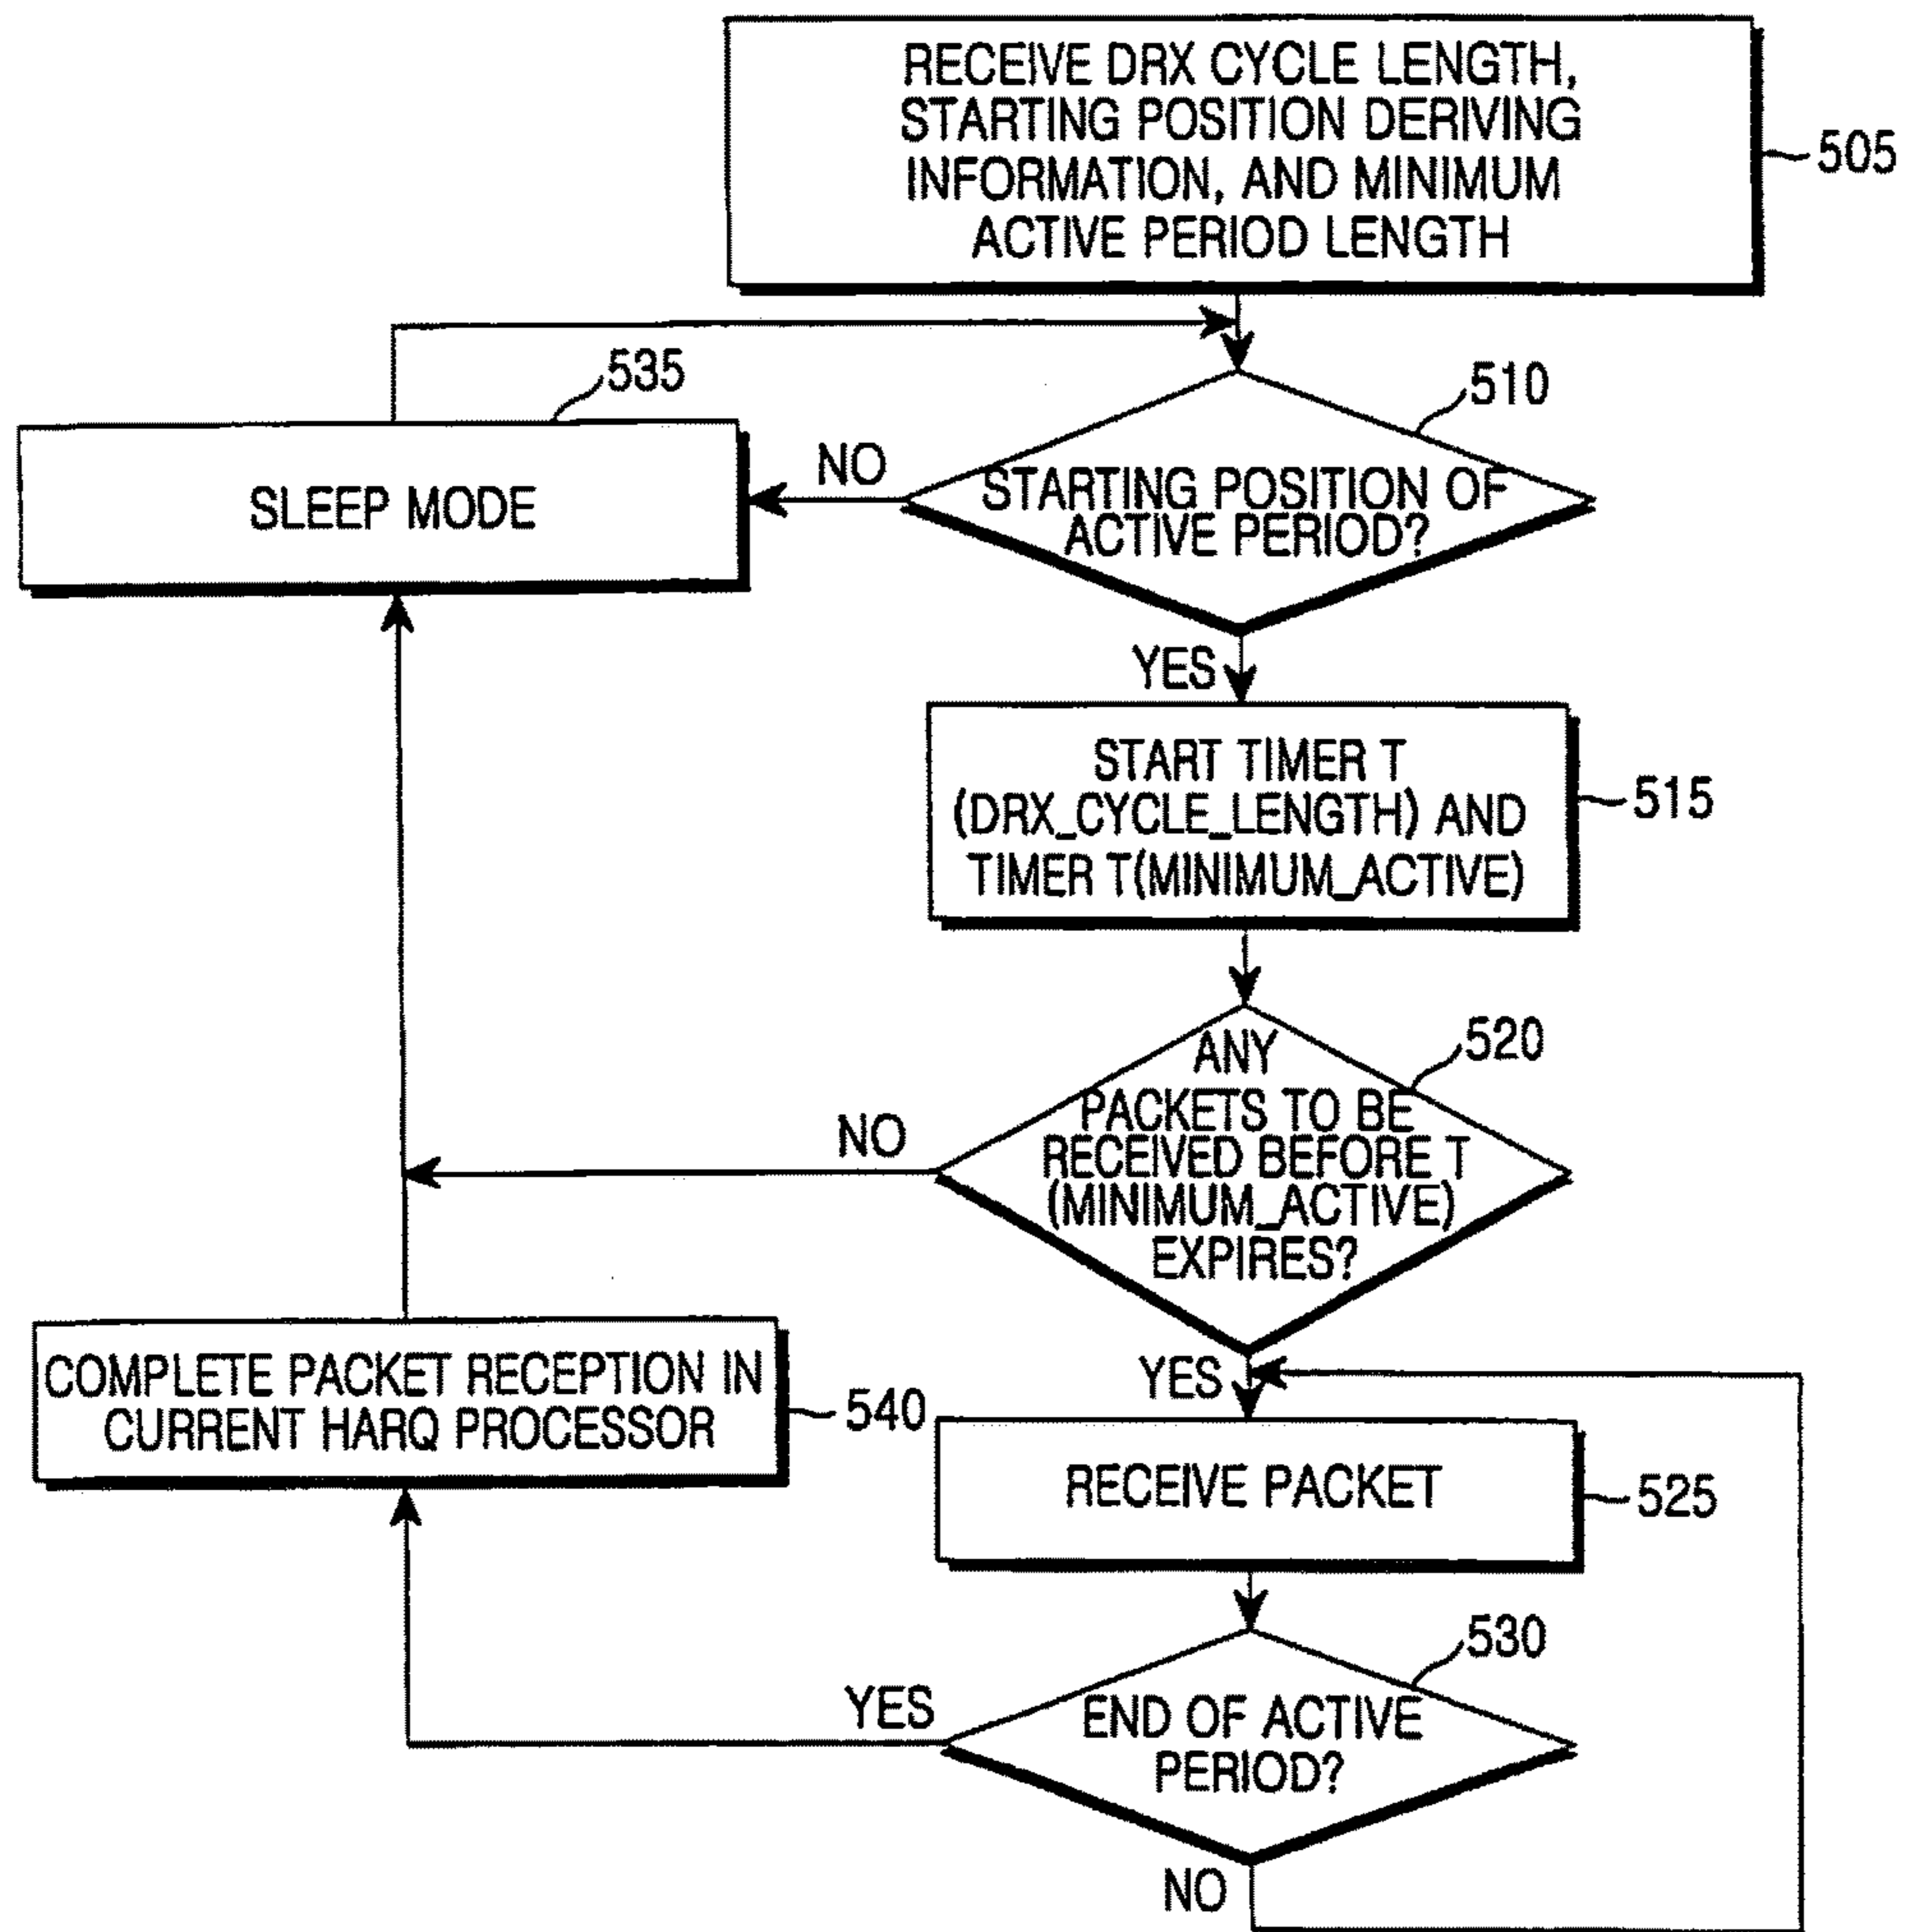 RECEIVE DRX CYCLE LENGTH,
STARTING POSITION DERIVING
INFORMATION, AND MINIMUM
ACTIVE PERIOD LENGTH
505
535
SLEEP MODE
NO
510
STARTING POSITION OF
ACTIVE PERIOD?
YES
START TIMER T
(DRX_CYCLE_LENGTH) AND
TIMER T(MINIMUM_ACTIVE)
515
520
ANY
PACKETS TO BE
RECEIVED BEFORE T
(MINIMUM_ACTIVE)
EXPIRES?
NO
YES
COMPLETE PACKET RECEPTION IN
CURRENT HARQ PROCESSOR
540
RECEIVE PACKET
525
530
END OF ACTIVE
PERIOD?
YES
NO